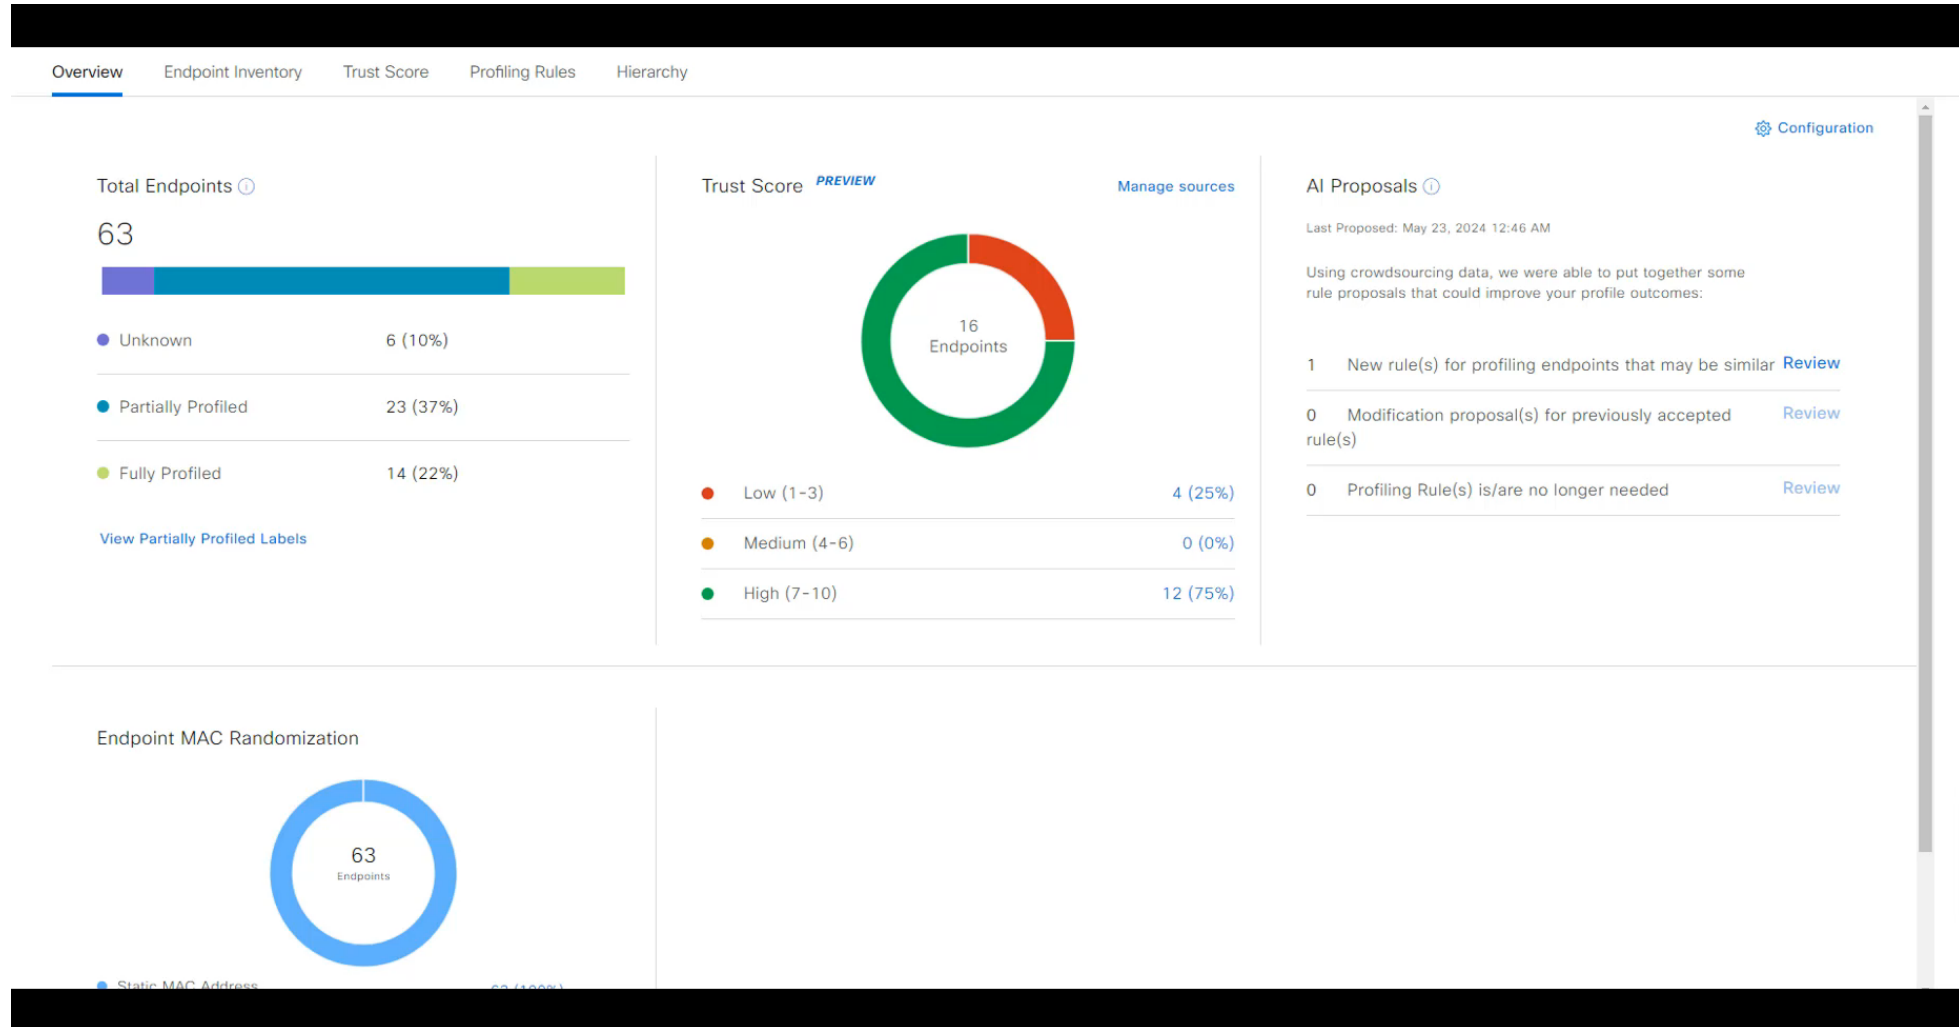 Overview Endpoint Inventory Trust Score Profiling Rules Hierarchy
Configuration
Total Endpoints
63
Unknown 6 (10%)
Partially Profiled 23 (37%)
Fully Profiled 14 (22%)
View Partially Profiled Labels
Trust Score PREVIEW Manage sources
16
Endpoints
Low (1-3) 4 (25%)
Medium (4-6) 0 (0%)
High (7-10) 12 (75%)
AI Proposals
Last Proposed: May 23, 2024 12:46 AM
Using crowdsourcing data, we were able to put together some
rule proposals that could improve your profile outcomes:
1 New rule(s) for profiling endpoints that may be similar Review
0 Modification proposal(s) for previously accepted Review
rule(s)
0 Profiling Rule(s) is/are no longer needed Review
Endpoint MAC Randomization
63
Endpoints
Static MAC Address 63 (100%)